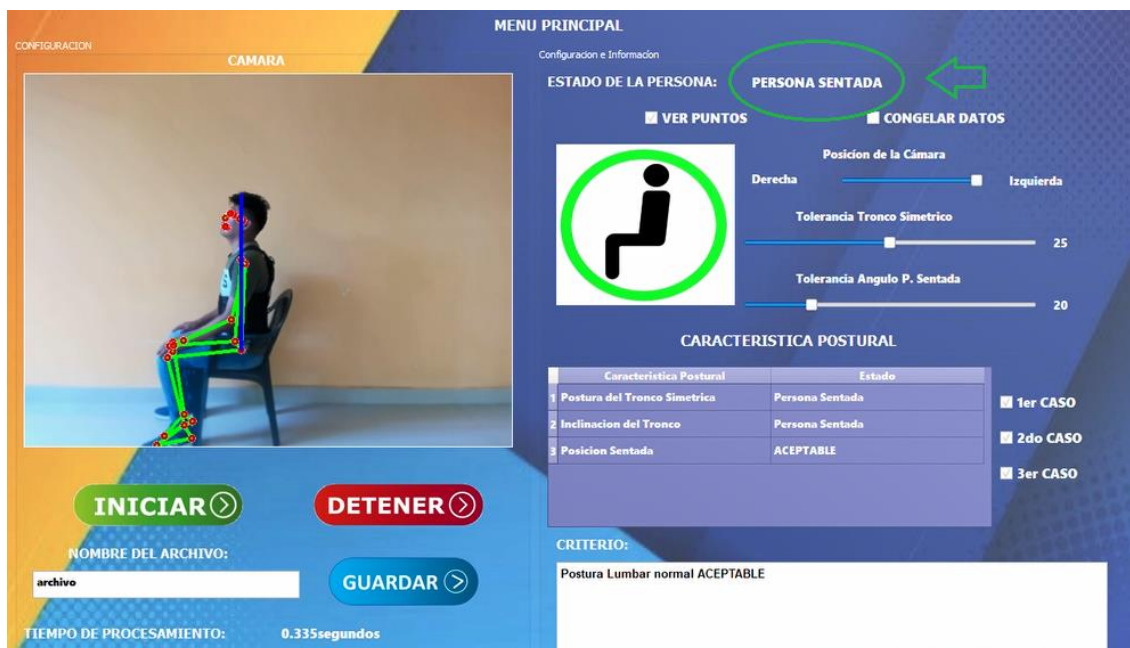 MENU PRINCIPAL
CONFIGURACION
CAMARA
Configuracion e Informacion
ESTADO DE LA PERSONA: PERSONA SENTADA
VER PUNTOS CONGELAR DATOS
Posicion de la Cámara
Derecha Izquierda
Tolerancia Tronco Simetrico
25
Tolerancia Angulo P. Sentada
20
CARACTERISTICA POSTURAL
Caracteristica Postural Estado
1 Postura del Tronco Simetrica Persona Sentada
2 Inclinacion del Tronco Persona Sentada
3 Posicion Sentada ACEPTABLE
1er CASO
2do CASO
3er CASO
INICIAR DETENER
NOMBRE DEL ARCHIVO:
archivo
GUARDAR
TIEMPO DE PROCESAMIENTO: 0.335segundos
CRITERIO:
Postura Lumbar normal ACEPTABLE